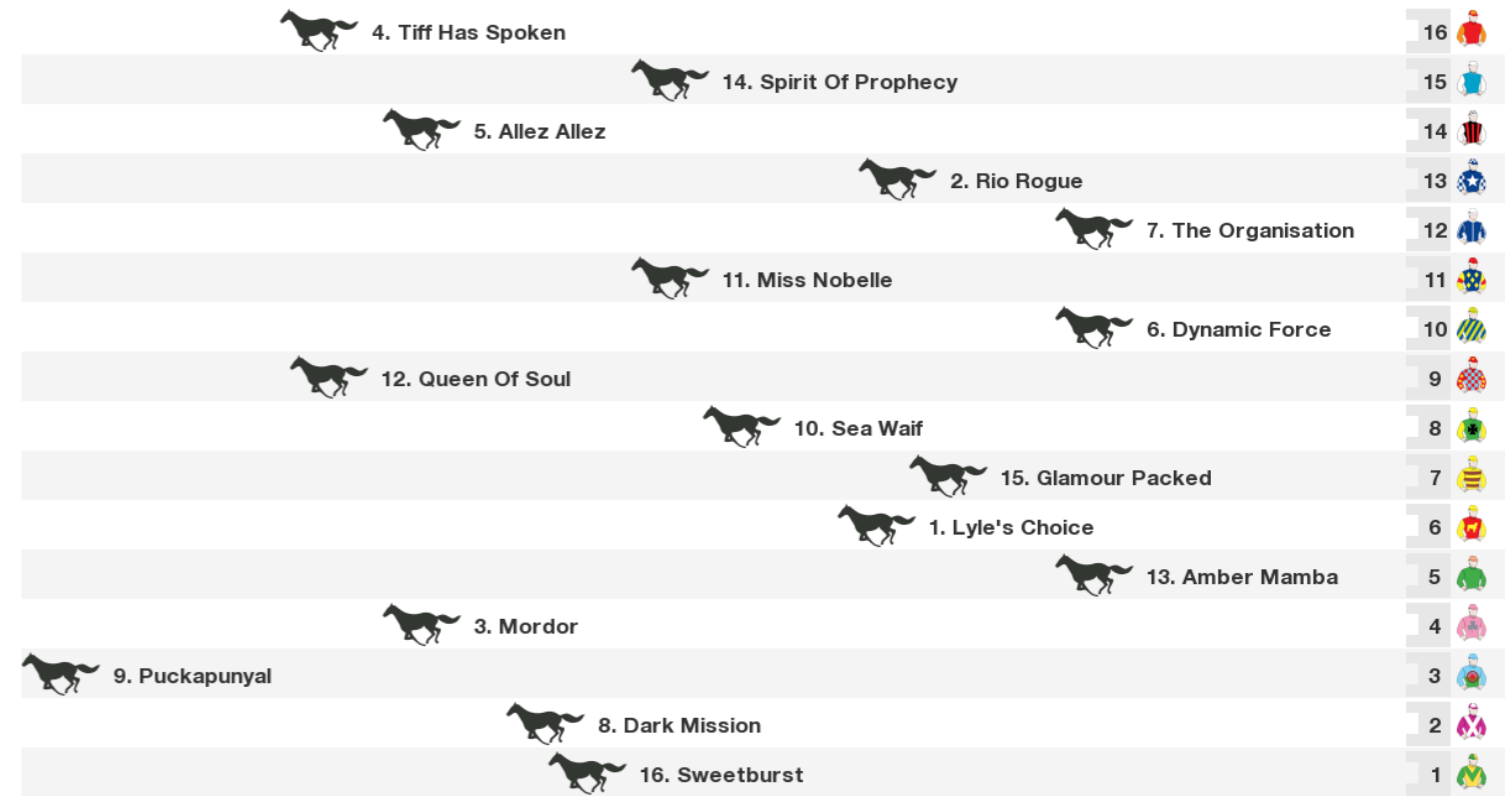 4. Tiff Has Spoken 16
14. Spirit Of Prophecy 15
5. Allez Allez 14
2. Rio Rogue 13
7. The Organisation 12
11. Miss Nobelle 11
6. Dynamic Force 10
12. Queen Of Soul 9
10. Sea Waif 8
15. Glamour Packed 7
1. Lyle's Choice 6
13. Amber Mamba 5
3. Mordor 4
9. Puckapunyal 3
8. Dark Mission 2
16. Sweetburst 1